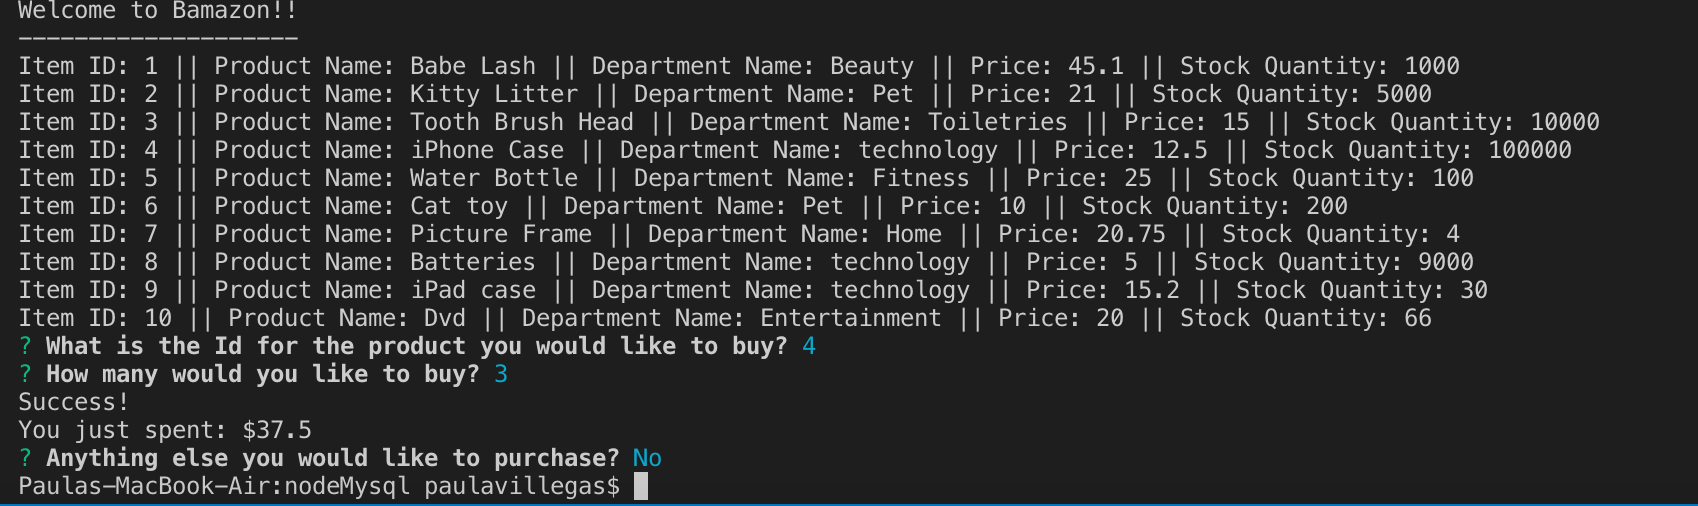 Welcome to Bamazon!!
--------------------
Item ID: 1 || Product Name: Babe Lash || Department Name: Beauty || Price: 45.1 || Stock Quantity: 1000
Item ID: 2 || Product Name: Kitty Litter || Department Name: Pet || Price: 21 || Stock Quantity: 5000
Item ID: 3 || Product Name: Tooth Brush Head || Department Name: Toiletries || Price: 15 || Stock Quantity: 10000
Item ID: 4 || Product Name: iPhone Case || Department Name: technology || Price: 12.5 || Stock Quantity: 100000
Item ID: 5 || Product Name: Water Bottle || Department Name: Fitness || Price: 25 || Stock Quantity: 100
Item ID: 6 || Product Name: Cat toy || Department Name: Pet || Price: 10 || Stock Quantity: 200
Item ID: 7 || Product Name: Picture Frame || Department Name: Home || Price: 20.75 || Stock Quantity: 4
Item ID: 8 || Product Name: Batteries || Department Name: technology || Price: 5 || Stock Quantity: 9000
Item ID: 9 || Product Name: iPad case || Department Name: technology || Price: 15.2 || Stock Quantity: 30
Item ID: 10 || Product Name: Dvd || Department Name: Entertainment || Price: 20 || Stock Quantity: 66
? What is the Id for the product you would like to buy? 4
? How many would you like to buy? 3
Success!
You just spent: $37.5
? Anything else you would like to purchase? No
Paulas-MacBook-Air:nodeMysql paulavillegas$